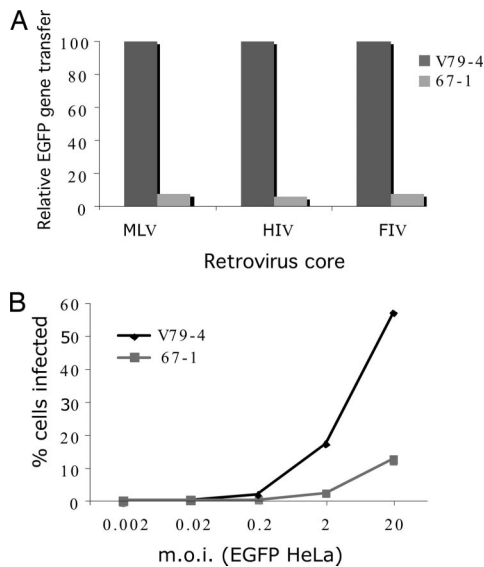 A
Relative EGFP gene transfer
100
80
60
40
20
0
V79-4
67-1
MLV
HIV
FIV
Retrovirus core
B
% cells infected
60
50
40
30
20
10
0
V79-4
67-1
0.002
0.02
0.2
2
20
m.o.i. (EGFP HeLa)